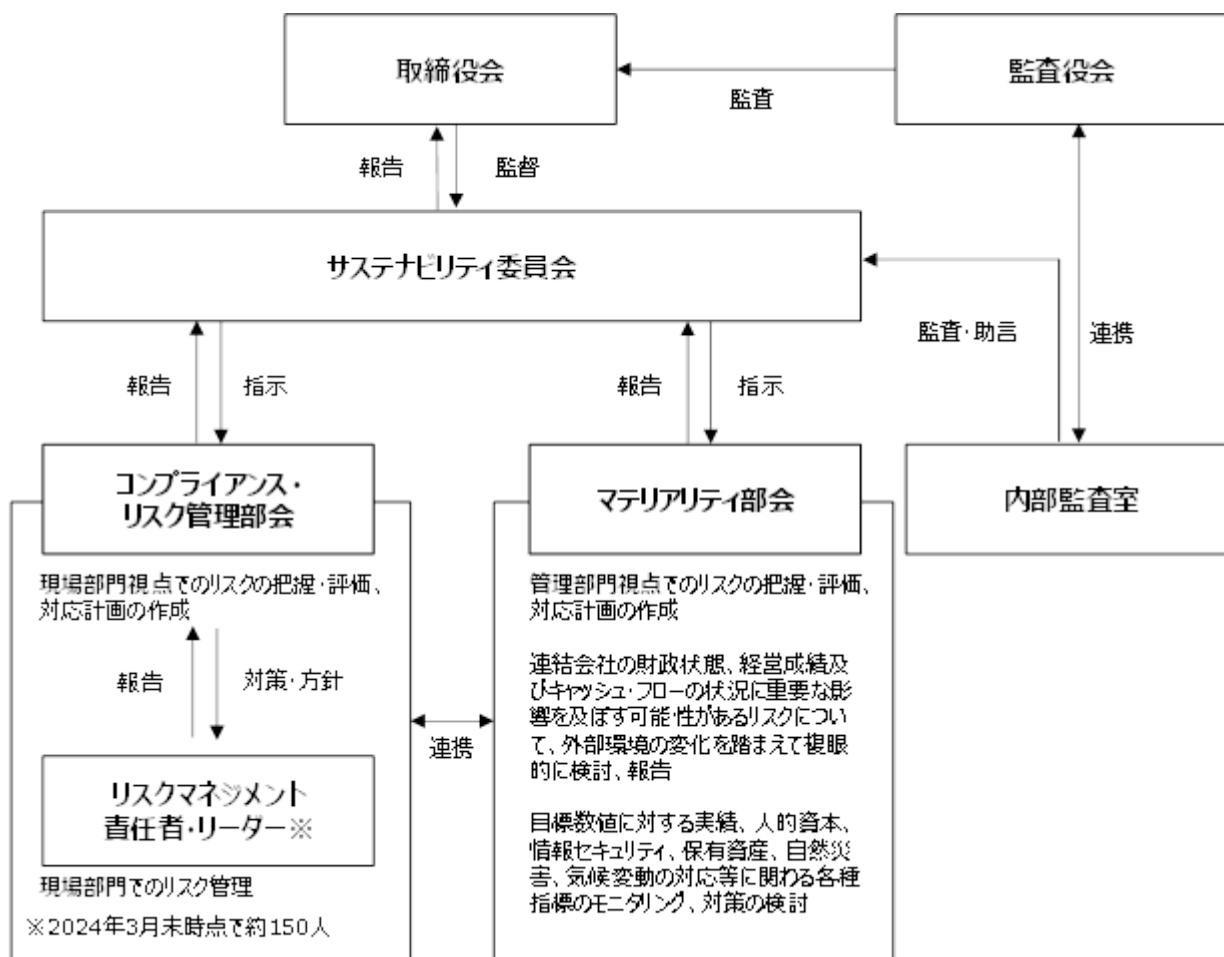 取締役会
監査役会
監査
報告
監督
サステナビリティ委員会
監査・助言
連携
報告
指示
報告
指示
コンプライアンス・
リスク管理部会
マテリアリティ部会
内部監査室
現場部門視点でのリスクの把握・評価、
対応計画の作成
報告
対策・方針
リスクマネジメント
責任者・リーダー※
現場部門でのリスク管理
※2024年3月末時点で約150人
連携
管理部門視点でのリスクの把握・評価、
対応計画の作成
連結会社の財政状態、経営成績及
びキャッシュ・フローの状況に重要な影
響を及ぼす可能性があるリスクについ
て、外部環境の変化を踏まえて複眼
的に検討、報告
目標数値に対する実績、人的資本、
情報セキュリティ、保有資産、自然災
害、気候変動の対応等に関わる各種
指標のモニタリング、対策の検討